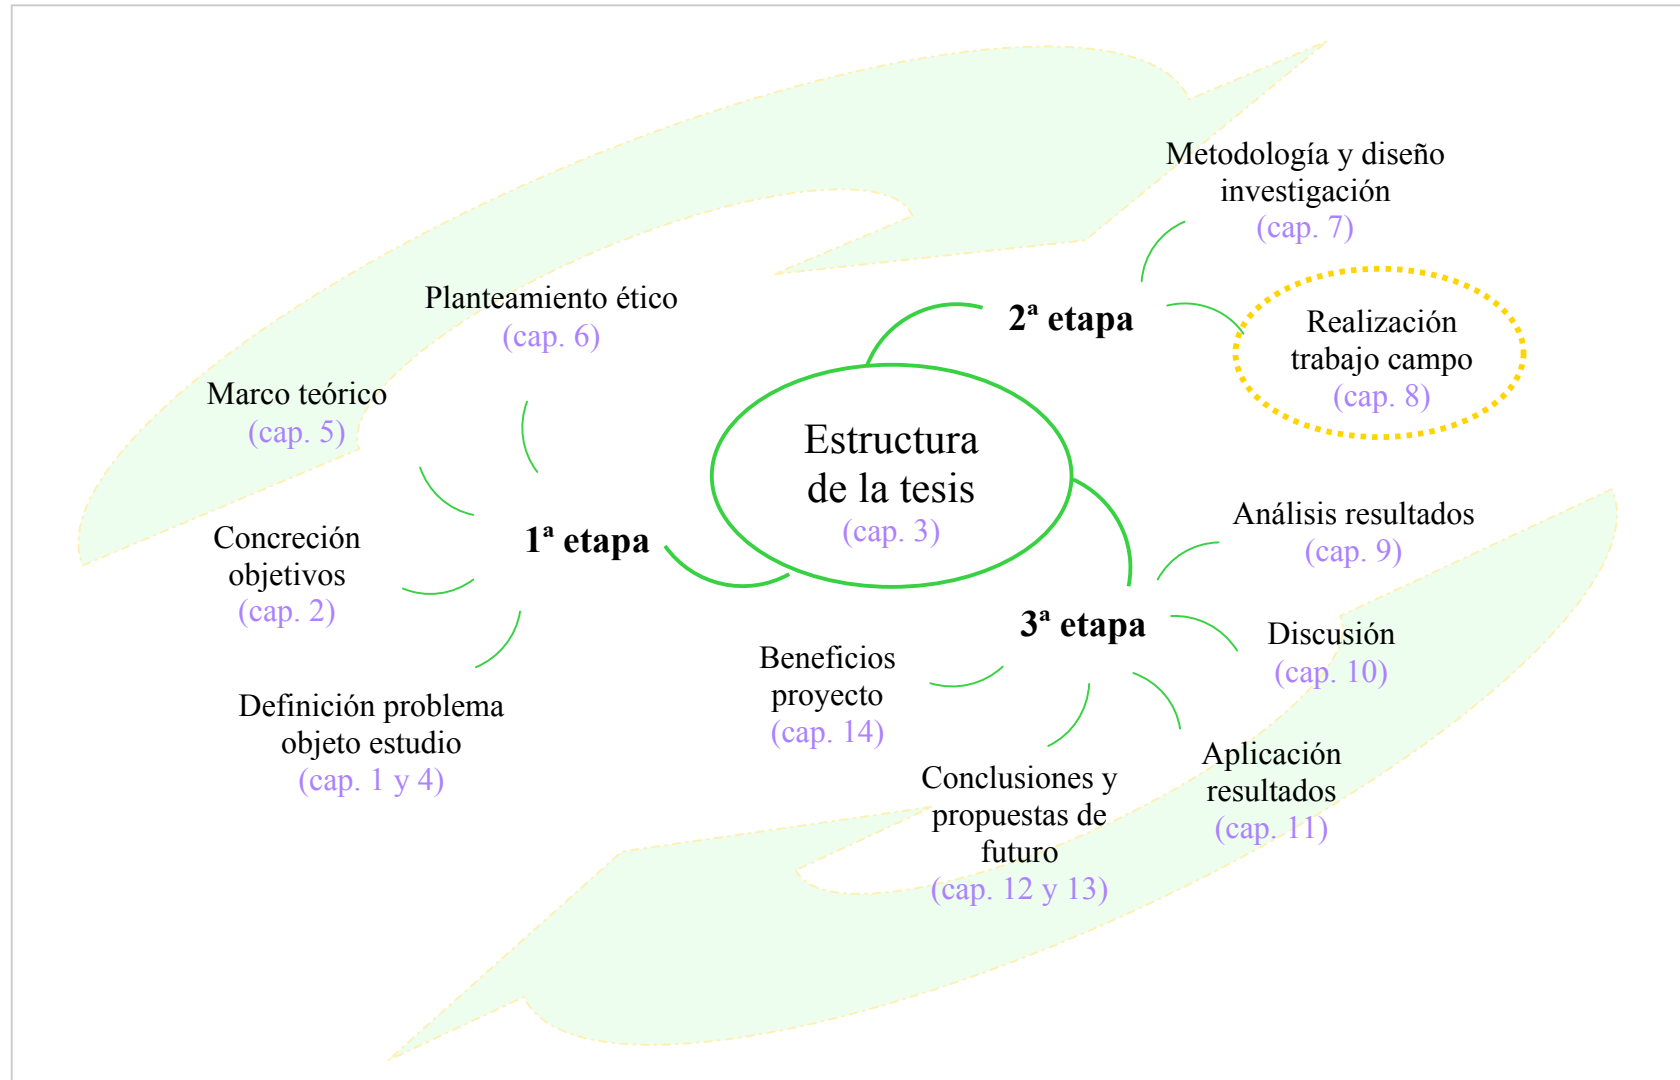 Estructura
de la tesis
(cap. 3)
1ª etapa
Definición problema
objeto estudio
(cap. 1 y 4)
Concreción
objetivos
(cap. 2)
Marco teórico
(cap. 5)
Planteamiento ético
(cap. 6)
2ª etapa
Metodología y diseño
investigación
(cap. 7)
Realización
trabajo campo
(cap. 8)
3ª etapa
Análisis resultados
(cap. 9)
Discusión
(cap. 10)
Aplicación
resultados
(cap. 11)
Conclusiones y
propuestas de
futuro
(cap. 12 y 13)
Beneficios
proyecto
(cap. 14)